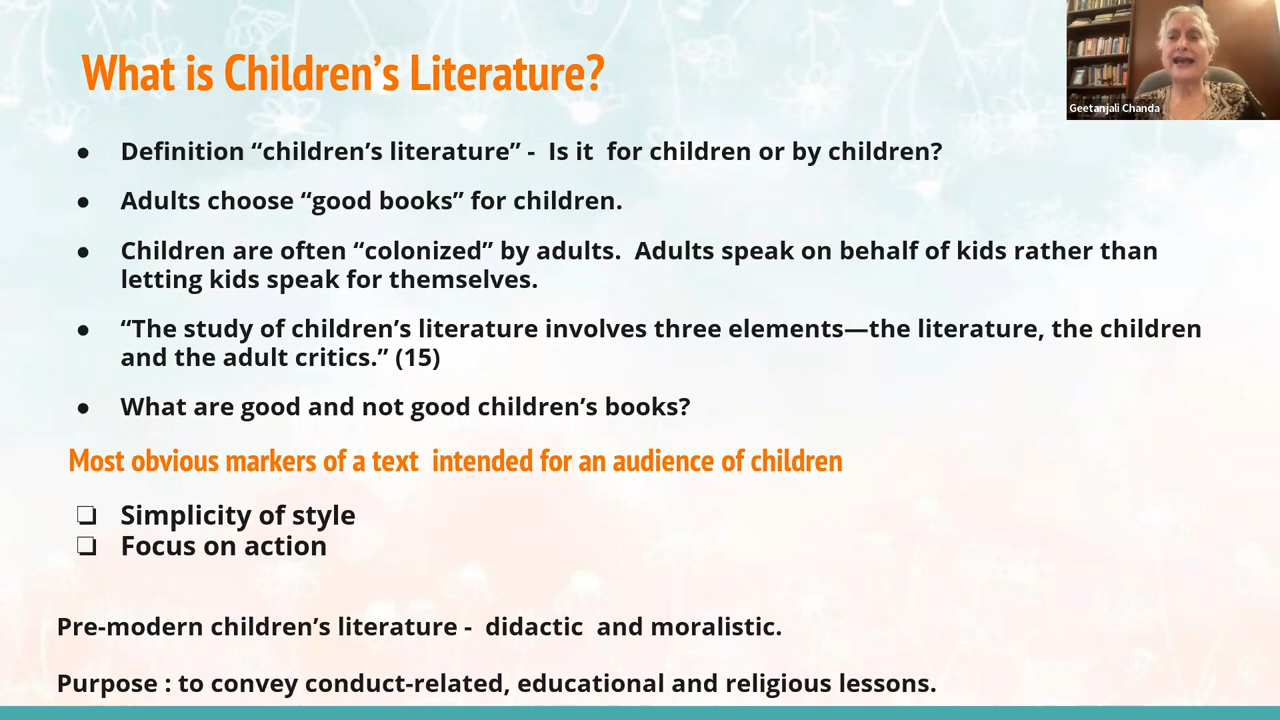 What is Children’s Literature?
Geetanjali Chanda
● Definition “children’s literature” - Is it for children or by children?
● Adults choose “good books” for children.
● Children are often “colonized” by adults. Adults speak on behalf of kids rather than
letting kids speak for themselves.
● “The study of children’s literature involves three elements—the literature, the children
and the adult critics.” (15)
● What are good and not good children’s books?
Most obvious markers of a text intended for an audience of children
❏ Simplicity of style
❏ Focus on action
Pre-modern children’s literature - didactic and moralistic.
Purpose : to convey conduct-related, educational and religious lessons.